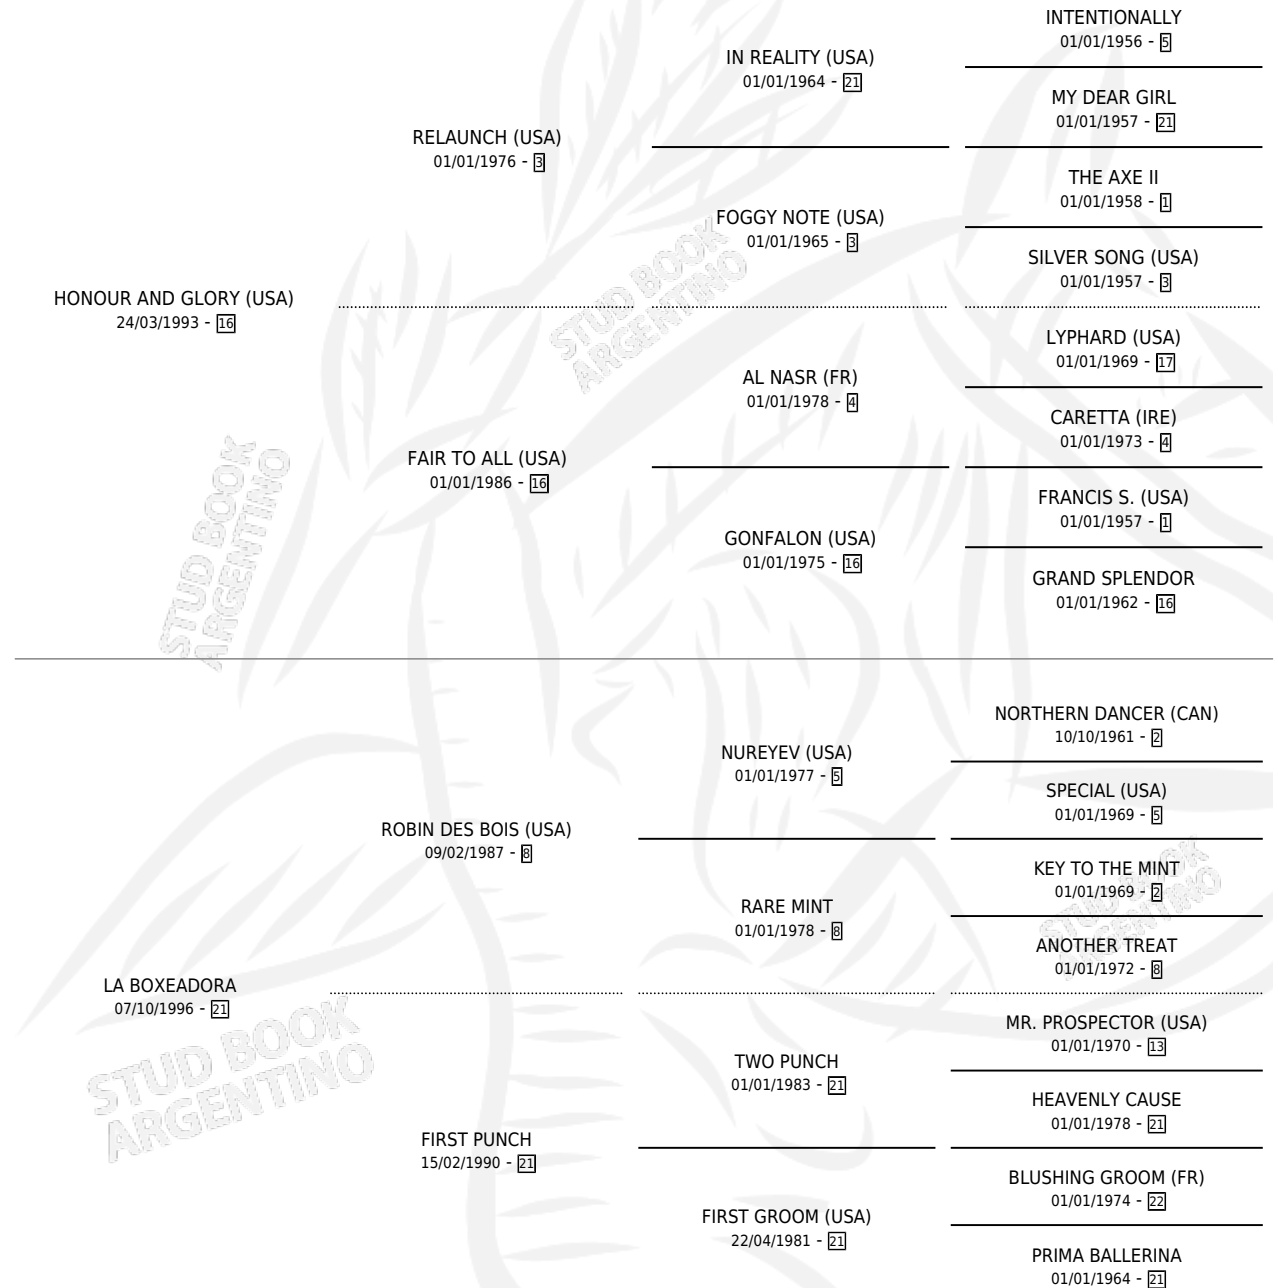 INTENTIONALLY
01/01/1956 - 5
IN REALITY (USA)
01/01/1964 - 21
MY DEAR GIRL
01/01/1957 - 21
RELAUNCH (USA)
01/01/1976 - 3
THE AXE II
01/01/1958 - 1
FOGGY NOTE (USA)
01/01/1965 - 3
SILVER SONG (USA)
01/01/1957 - 3
HONOUR AND GLORY (USA)
24/03/1993 - 16
LYPHARD (USA)
01/01/1969 - 17
AL NASR (FR)
01/01/1978 - 4
CARETTA (IRE)
01/01/1973 - 4
FAIR TO ALL (USA)
01/01/1986 - 16
FRANCIS S. (USA)
01/01/1957 - 1
GONFALON (USA)
01/01/1975 - 16
GRAND SPLENDOR
01/01/1962 - 16
NORTHERN DANCER (CAN)
10/10/1961 - 2
NUREYEV (USA)
01/01/1977 - 5
SPECIAL (USA)
01/01/1969 - 5
ROBIN DES BOIS (USA)
09/02/1987 - 8
KEY TO THE MINT
01/01/1969 - 2
RARE MINT
01/01/1978 - 8
ANOTHER TREAT
01/01/1972 - 8
LA BOXEADORA
07/10/1996 - 21
MR. PROSPECTOR (USA)
01/01/1970 - 13
TWO PUNCH
01/01/1983 - 21
HEAVENLY CAUSE
01/01/1978 - 21
FIRST PUNCH
15/02/1990 - 21
BLUSHING GROOM (FR)
01/01/1974 - 22
FIRST GROOM (USA)
22/04/1981 - 21
PRIMA BALLERINA
01/01/1964 - 21
STUD BOOK
ARGENTINO
STUD BOOK
ARGENTINO
STUD BOOK
ARGENTINO
STUD BOOK
ARGENTINO